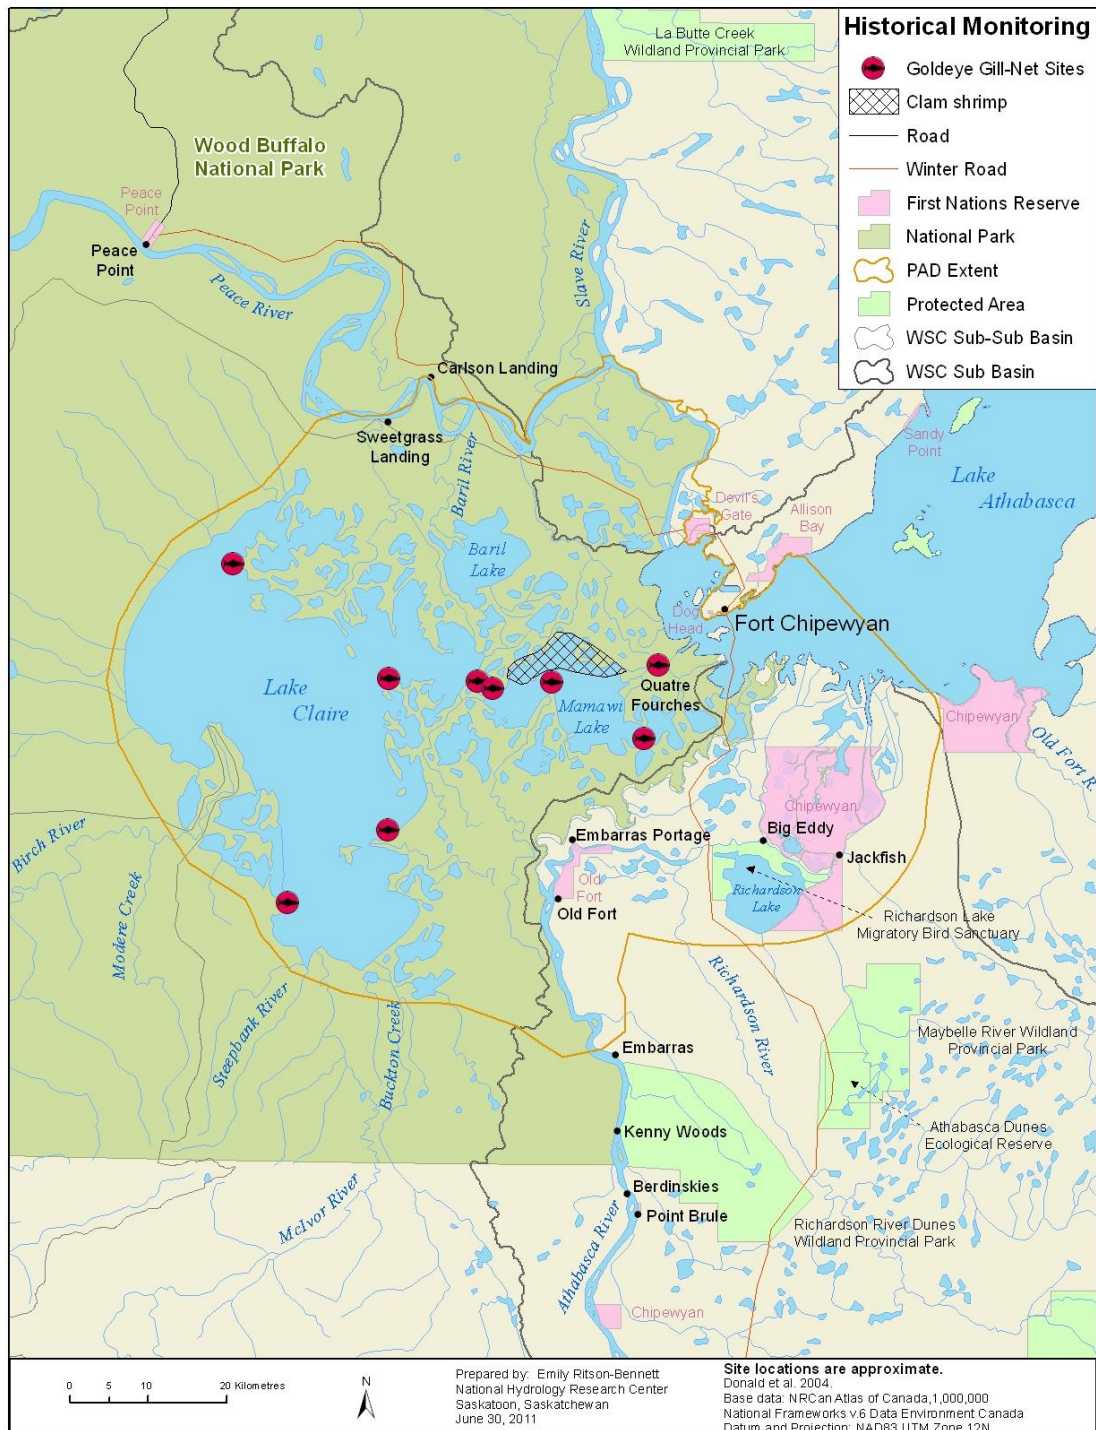 Historical Monitoring
Goldeye Gill-Net Sites
Clam shrimp
Road
Winter Road
First Nations Reserve
National Park
PAD Extent
Protected Area
WSC Sub-Sub Basin
WSC Sub Basin
La Butte Creek
Wildland Provincial Park
Wood Buffalo
National Park
Peace
Point
Peace
Point
Peace River
Slave River
Carlson Landing
Sweetgrass
Landing
Baril River
Sandy
Point
Lake
Athabasca
Devil's
Gate
Allison
Bay
Baril
Lake
Dog
Head
Fort Chipewyan
Lake
Claire
Mamawi
Lake
Quatre
Fourches
Chipewyan
Old Fort R.
Chipewyan
Birch River
Embarras Portage
Big Eddy
Jackfish
Old
Fort
Old Fort
Richardson
Lake
Richardson Lake
Migratory Bird Sanctuary
Modere Creek
Steepbank River
Buckton Creek
Richardson River
Embarras
Maybelle River Wildland
Provincial Park
Kenny Woods
Athabasca Dunes
Ecological Reserve
McIvor River
Berdinskies
Point Brule
Athabasca River
Richardson River Dunes
Wildland Provincial Park
Chipewyan
0 5 10 20 Kilometres
N
Prepared by: Emily Ritson-Bennett
National Hydrology Research Center
Saskatoon, Saskatchewan
June 30, 2011
Site locations are approximate.
Donald et al. 2004.
Base data: NRCan Atlas of Canada,1,000,000
National Frameworks v.6 Data Environment Canada
Datum and Projection: NAD83 UTM Zone 12N